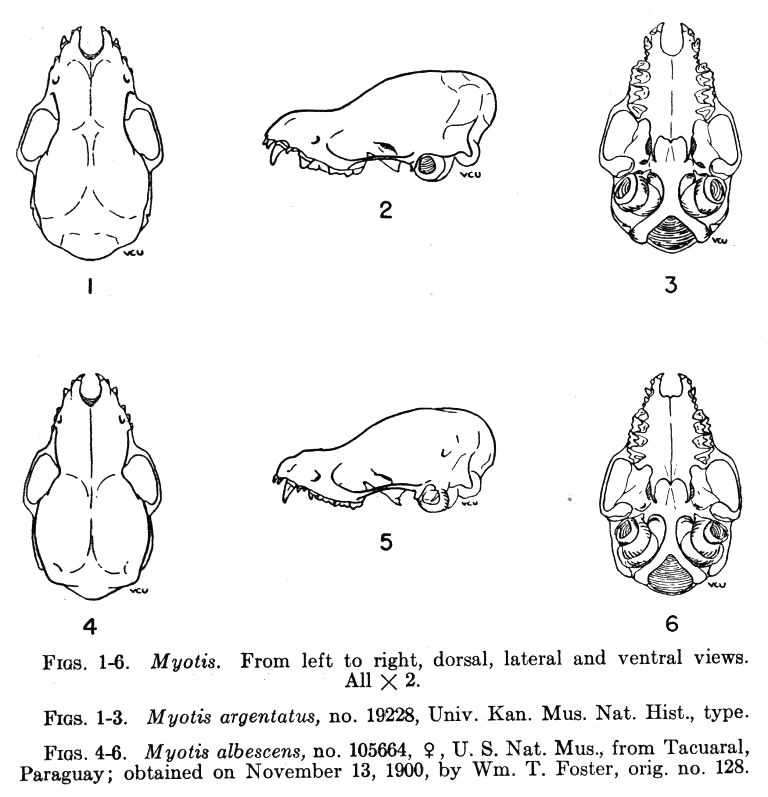 VCU
VCU
VCU
1
2
3
VCU
VCU
VCU
4
5
6
FIGS. 1-6. Myotis. From left to right, dorsal, lateral and ventral views.
All × 2.
FIGS. 1-3. Myotis argentatus, no. 19228, Univ. Kan. Mus. Nat. Hist., type.
FIGS. 4-6. Myotis albescens, no. 105664, ♀, U. S. Nat. Mus., from Tacuaral,
Paraguay; obtained on November 13, 1900, by Wm. T. Foster, orig. no. 128.